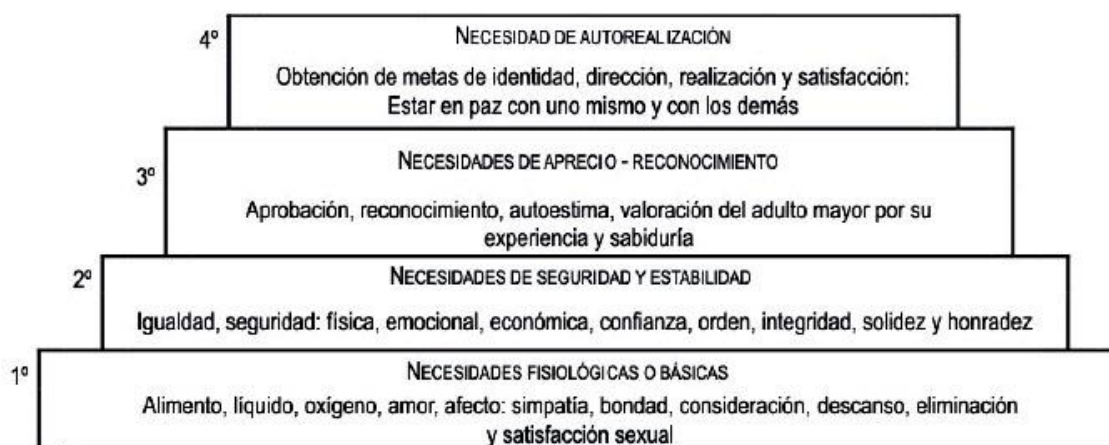 4º
NECESIDAD DE AUTOREALIZACIÓN
Obtención de metas de identidad, dirección, realización y satisfacción:
Estar en paz con uno mismo y con los demás
3º
NECESIDADES DE APRECIO - RECONOCIMIENTO
Aprobación, reconocimiento, autoestima, valoración del adulto mayor por su
experiencia y sabiduría
2º
NECESIDADES DE SEGURIDAD Y ESTABILIDAD
Igualdad, seguridad: física, emocional, económica, confianza, orden, integridad, solidez y honradez
1º
NECESIDADES FISIOLÓGICAS O BÁSICAS
Alimento, líquido, oxígeno, amor, afecto: simpatía, bondad, consideración, descanso, eliminación
y satisfacción sexual